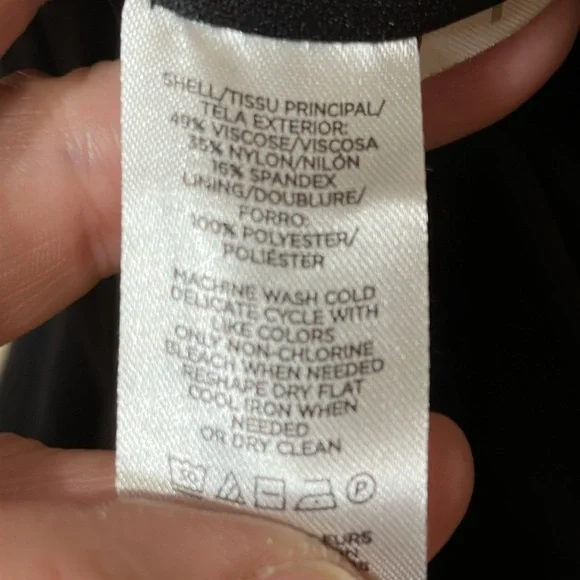 SHELL/TISSU PRINCIPAL/
TELA EXTERIOR:
49% VISCOSE/VISCOSA
35% NYLON/NILÓN
16% SPANDEX
LINING/DOUBLURE/
FORRO:
100% POLYESTER/
POLIÉSTER
MACHINE WASH COLD
DELICATE CYCLE WITH
LIKE COLORS
ONLY NON-CHLORINE
BLEACH WHEN NEEDED
RESHAPE DRY FLAT
COOL IRON WHEN
NEEDED
OR DRY CLEAN
30 P